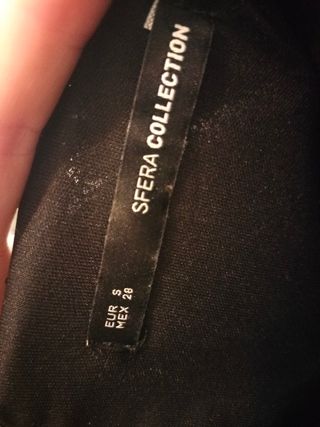 SFERA COLLECTION
EUR S
MEX 28